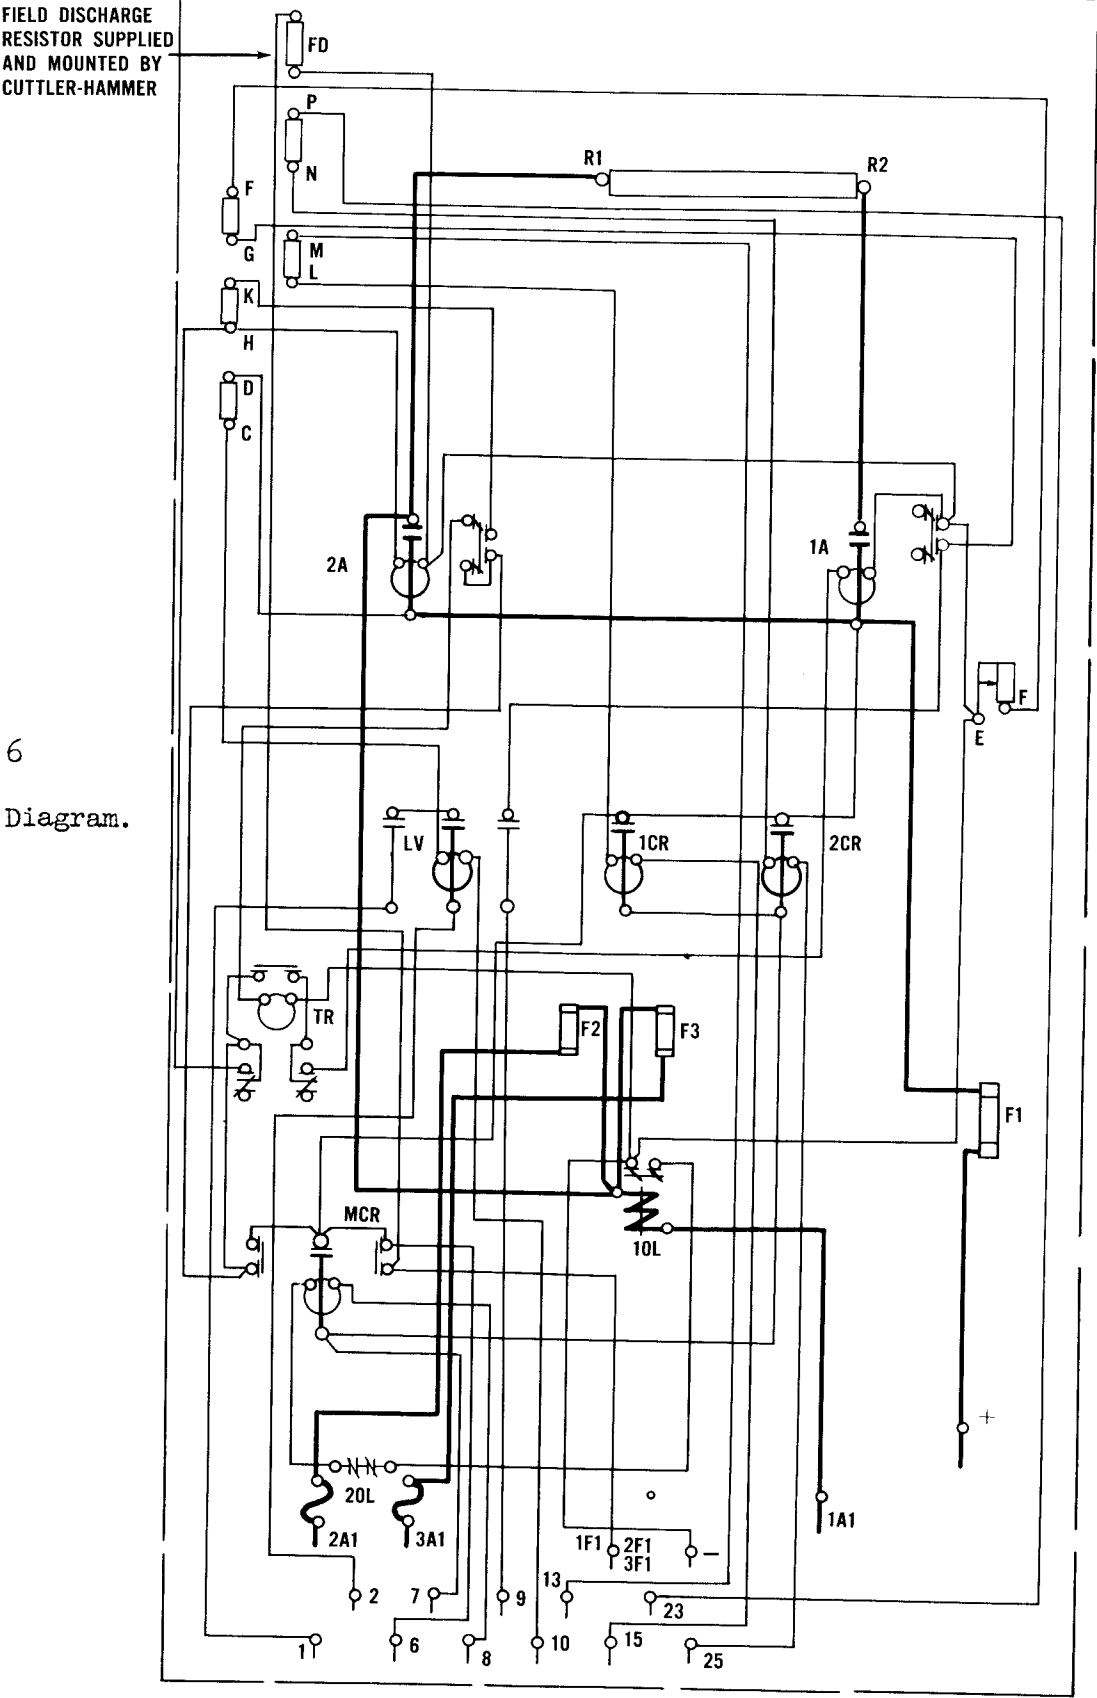 FIELD DISCHARGE
RESISTOR SUPPLIED
AND MOUNTED BY
CUTTLER-HAMMER
FD
P
N
R1
R2
F
G
M
L
K
H
D
C
2A
1A
F
E
6
Diagram.
LV
1CR
2CR
TR
F2
F3
F1
MCR
10L
+
20L
2A1
3A1
1A1
1F1
2F1
3F1
–
2
7
9
13
23
1
6
8
10
15
25